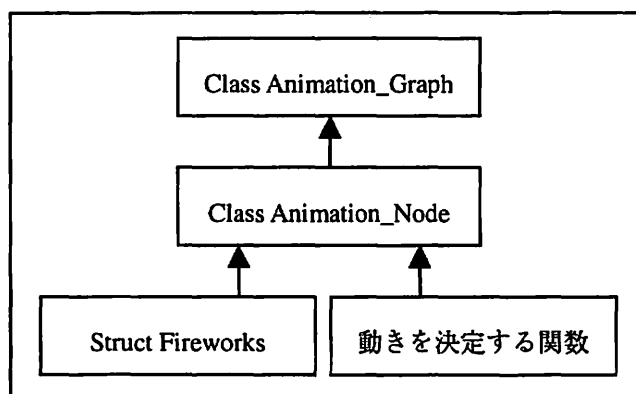 Class Animation_Graph
Class Animation_Node
Struct Fireworks
動きを決定する関数